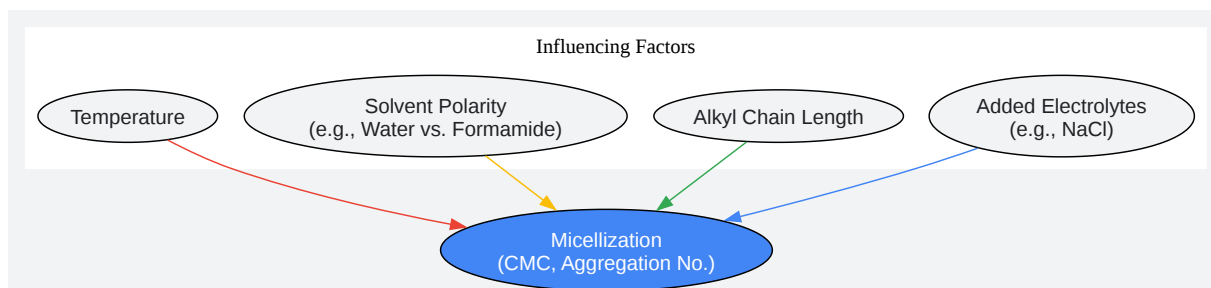 Influencing Factors
Temperature
Solvent Polarity
(e.g., Water vs. Formamide)
Alkyl Chain Length
Added Electrolytes
(e.g., NaCl)
Micellization
(CMC, Aggregation No.)